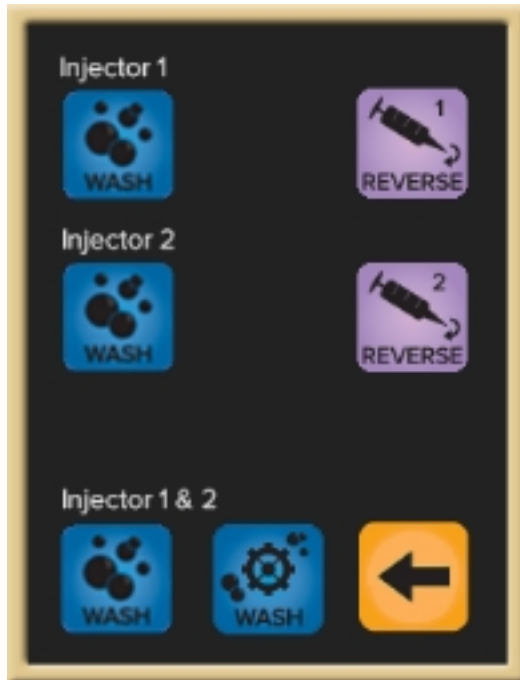 Injector 1
WASH
1
REVERSE
Injector 2
WASH
2
REVERSE
Injector 1 & 2
WASH
WASH